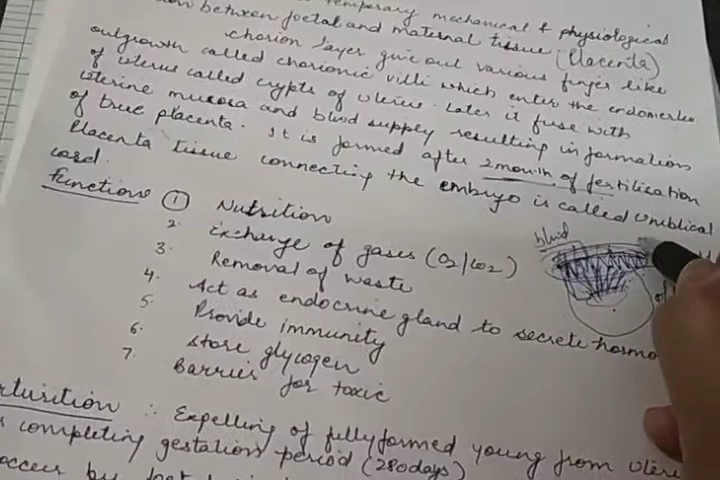 temporary mechanical & physiological
between foetal and maternal tissue (Placenta)
chorion layer give out various finger like
outgrowth called chorionic villi which enter the endometer
of uterus called crypts of uterus. Later it fuse with
uterine mucosa and blood supply resulting in formation
of true placenta. It is formed after 2 month of fertilization
Placenta tissue connecting the embryo is called umblical
cord.
Function ① Nutrition
2. Exchange of gases (O2/CO2)
3. Removal of waste
4. Act as endocrine gland to secrete hormo
5. Provide immunity
6. Store glycogen
7. Barrier for toxic
blood
rturition :- Expelling of fully formed young from uter
completing gestation period (280 days)
occur by